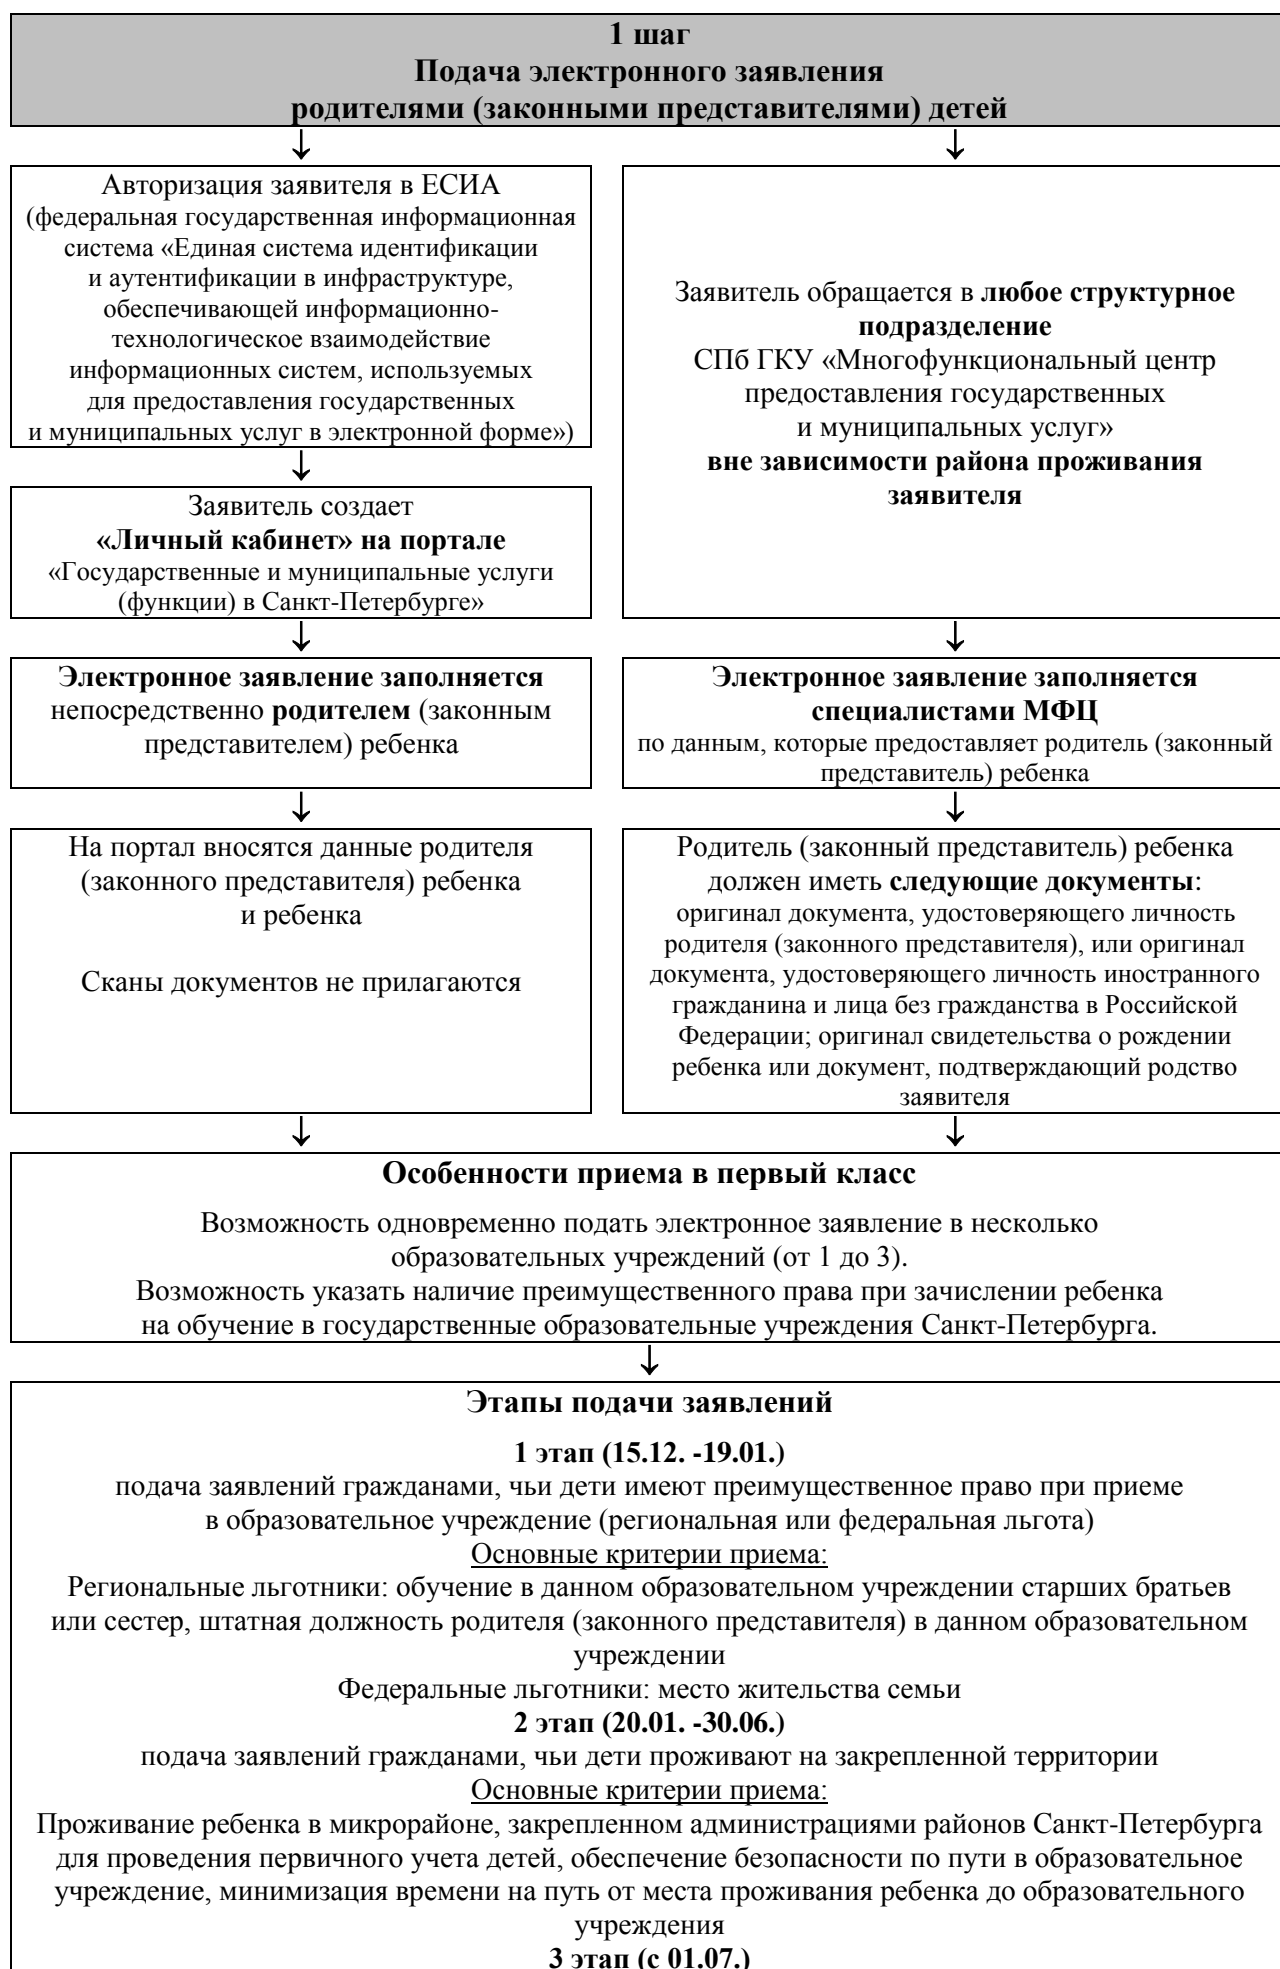 1 шаг
Подача электронного заявления
родителями (законными представителями) детей
Авторизация заявителя в ЕСИА
(федеральная государственная информационная
система «Единая система идентификации
и аутентификации в инфраструктуре,
обеспечивающей информационно-
технологическое взаимодействие
информационных систем, используемых
для предоставления государственных
и муниципальных услуг в электронной форме»)
Заявитель создает
«Личный кабинет» на портале
«Государственные и муниципальные услуги
(функции) в Санкт-Петербурге»
Электронное заявление заполняется
непосредственно родителем (законным
представителем) ребенка
На портал вносятся данные родителя
(законного представителя) ребенка
и ребенка
Сканы документов не прилагаются
Заявитель обращается в любое структурное
подразделение
СПб ГКУ «Многофункциональный центр
предоставления государственных
и муниципальных услуг»
вне зависимости района проживания
заявителя
Электронное заявление заполняется
специалистами МФЦ
по данным, которые предоставляет родитель (законный
представитель) ребенка
Родитель (законный представитель) ребенка
должен иметь следующие документы:
оригинал документа, удостоверяющего личность
родителя (законного представителя), или оригинал
документа, удостоверяющего личность иностранного
гражданина и лица без гражданства в Российской
Федерации; оригинал свидетельства о рождении
ребенка или документ, подтверждающий родство
заявителя
Особенности приема в первый класс
Возможность одновременно подать электронное заявление в несколько
образовательных учреждений (от 1 до 3).
Возможность указать наличие преимущественного права при зачислении ребенка
на обучение в государственные образовательные учреждения Санкт-Петербурга.
Этапы подачи заявлений
1 этап (15.12. -19.01.)
подача заявлений гражданами, чьи дети имеют преимущественное право при приеме
в образовательное учреждение (региональная или федеральная льгота)
Основные критерии приема:
Региональные льготники: обучение в данном образовательном учреждении старших братьев
или сестер, штатная должность родителя (законного представителя) в данном образовательном
учреждении
Федеральные льготники: место жительства семьи
2 этап (20.01. -30.06.)
подача заявлений гражданами, чьи дети проживают на закрепленной территории
Основные критерии приема:
Проживание ребенка в микрорайоне, закрепленном администрациями районов Санкт-Петербурга
для проведения первичного учета детей, обеспечение безопасности по пути в образовательное
учреждение, минимизация времени на путь от места проживания ребенка до образовательного
учреждения
3 этап (с 01.07.)